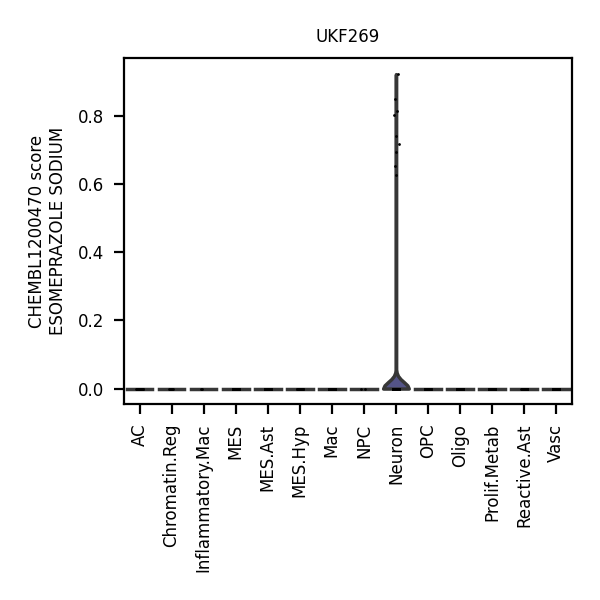 UKF269
CHEMBL1200470 score
ESOMEPRAZOLE SODIUM
0.8
0.6
0.4
0.2
0.0
AC
Chromatin.Reg
Inflammatory.Mac
MES
MES.Ast
MES.Hyp
Mac
NPC
Neuron
OPC
Oligo
Prolif.Metab
Reactive.Ast
Vasc